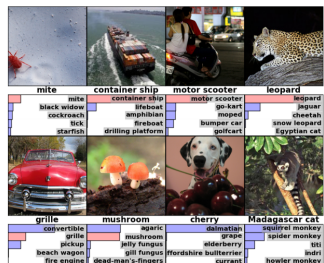 mite
container ship
motor scooter
leopard
mite
black widow
cockroach
tick
starfish
container ship
lifeboat
amphibian
fireboat
drilling platform
motor scooter
go-kart
moped
bumper car
golfcart
leopard
jaguar
cheetah
snow leopard
Egyptian cat
grille
mushroom
cherry
Madagascar cat
convertible
grille
pickup
beach wagon
fire engine
agaric
mushroom
jelly fungus
gill fungus
dead-man's-fingers
dalmatian
grape
elderberry
ffordshire bullterrier
currant
squirrel monkey
spider monkey
titi
indri
howler monkey